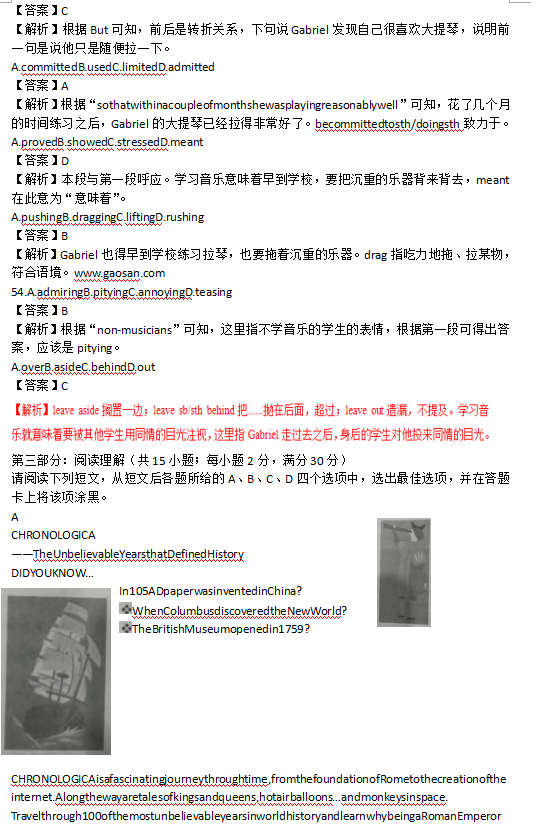 【答案】C
【解析】根据 But 可知，前后是转折关系，下句说 Gabriel 发现自己很喜欢大提琴，说明前
一句是说他只是随便拉一下。
A.committedB.usedC.limitedD.admitted
【答案】A
【解析】根据“sothatwithinacoupleofmonthshewasplayingreasonablywell”可知，花了几个月
的时间练习之后，Gabriel 的大提琴已经拉得非常好了。becommittedtosth/doingsth 致力于。
A.provedB.showedC.stressedD.meant
【答案】D
【解析】本段与第一段呼应。学习音乐意味着早到学校，要把沉重的乐器背来背去，meant
在此意为“意味着”。
A.pushingB.draggingC.liftingD.rushing
【答案】B
【解析】Gabriel 也得早到学校练习拉琴，也要拖着沉重的乐器。drag 指吃力地拖、拉某物，
符合语境。www.gaosan.com
54.A.admiringB.pityingC.annoyingD.teasing
【答案】B
【解析】根据“non-musicians”可知，这里指不学音乐的学生的表情，根据第一段可得出答
案，应该是 pitying。
A.overB.asideC.behindD.out
【答案】C
【解析】leave aside 搁置一边；leave sb/sth behind 把......抛在后面，超过；leave out 遗漏，不提及。学习音
乐就意味着要被其他学生用同情的目光注视，这里指 Gabriel 走过去之后，身后的学生对他投来同情的目光。
第三部分：阅读理解（共 15 小题；每小题 2 分，满分 30 分）
请阅读下列短文，从短文后各题所给的 A、B、C、D 四个选项中，选出最佳选项，并在答题
卡上将该项涂黑。
A
CHRONOLOGICA
——TheUnbelievableYearsthatDefinedHistory
DIDYOUKNOW…
In105ADpaperwasinventedinChina?
WhenColumbusdiscoveredtheNewWorld?
TheBritishMuseumopenedin1759?
CHRONOLOGICAisafascinatingjourneythroughtime,fromthefoundationofRometothecreationofthe
internet.Alongthewayaretalesofkingsandqueens,hotairballoons…andmonkeysinspace.
Travelthrough100ofthemostunbelievableyearsinworldhistoryandlearnwhybeingaRomanEmperor